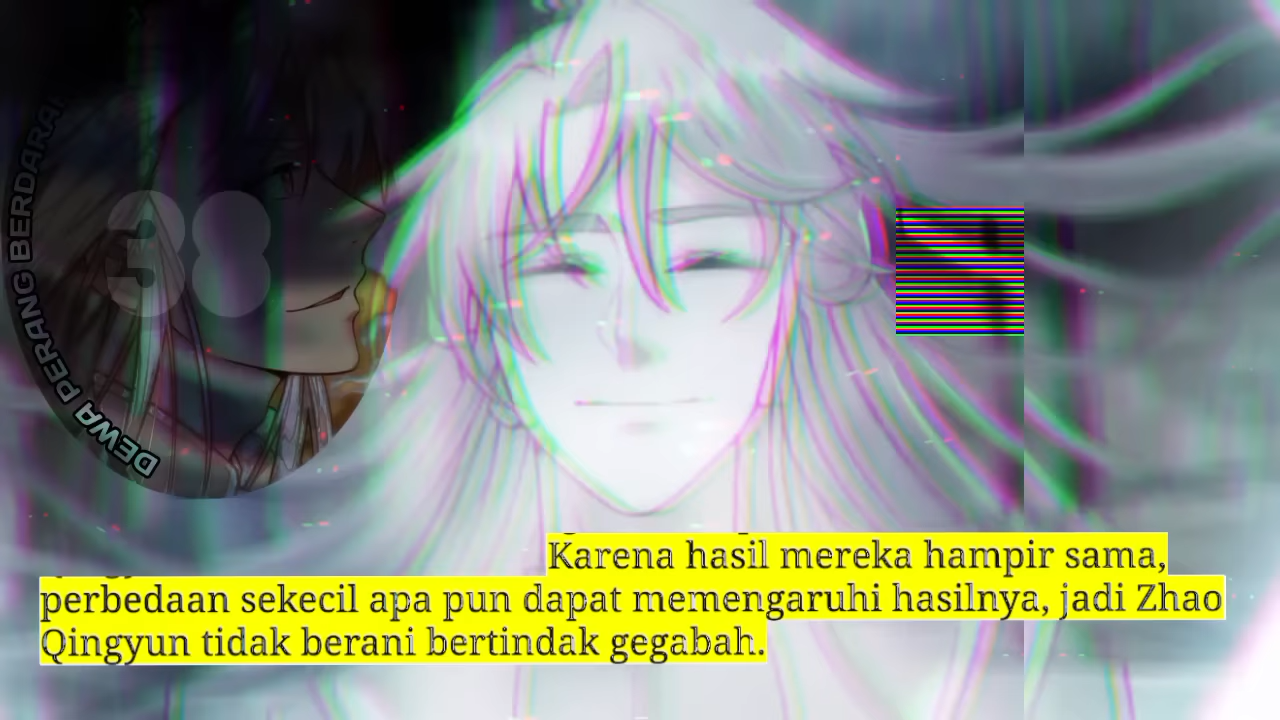 DEWA PERANG BERDARAH
38
Karena hasil mereka hampir sama,
perbedaan sekecil apa pun dapat memengaruhi hasilnya, jadi Zhao
Qingyun tidak berani bertindak gegabah.